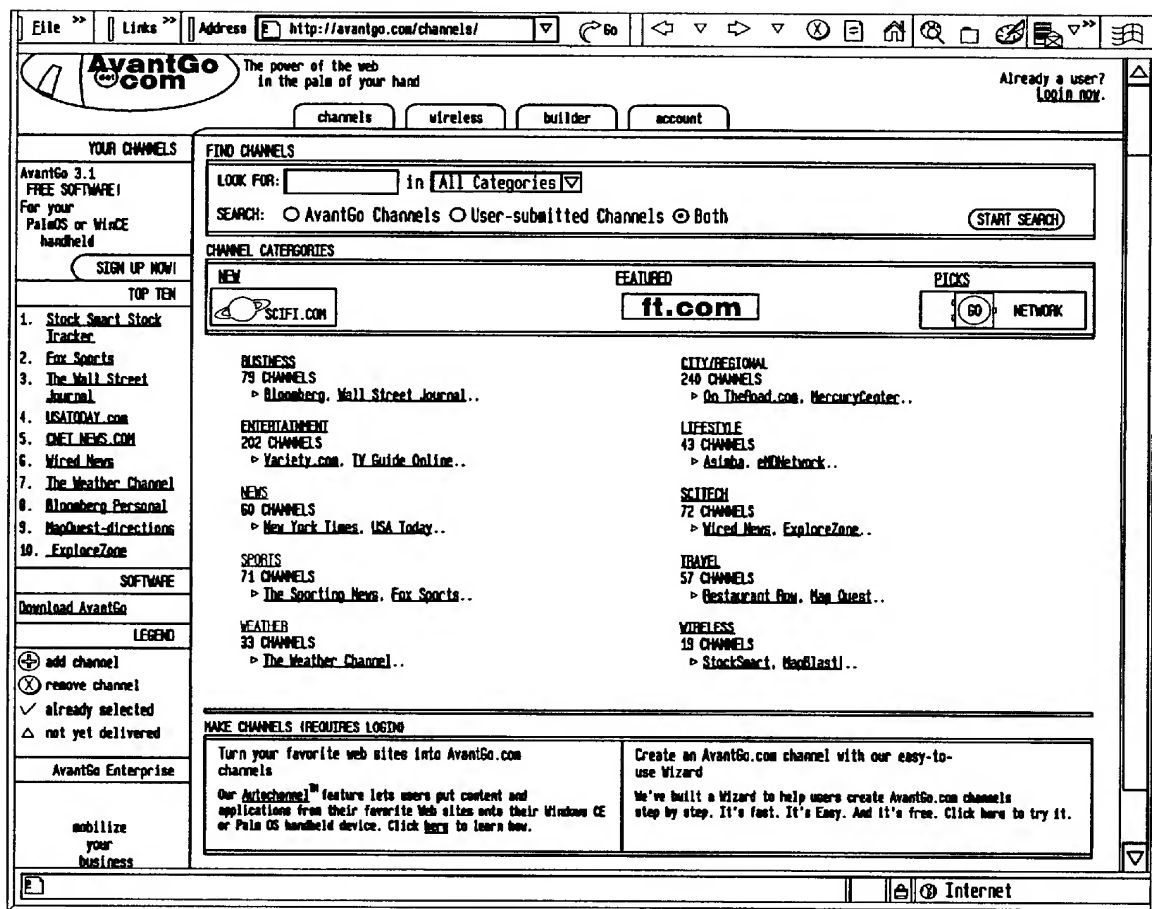 File >>
Links >>
Address http://avantgo.com/channels/
Go
>>
AvantGo
.com
The power of the web
in the palm of your hand
Already a user?
Login now.
channels
wireless
builder
account
YOUR CHANNELS
AvantGo 3.1
FREE SOFTWARE!
For your
PalmOS or WinCE
handheld
SIGN UP NOW!
TOP TEN
1. Stock Smart Stock
Tracker
2. Fox Sports
3. The Wall Street
Journal
4. USATODAY.com
5. CNET NEWS.COM
6. Wired News
7. The Weather Channel
8. Bloomberg Personal
9. MapQuest-directions
10. ExploreZone
SOFTWARE
Download AvantGo
LEGEND
add channel
remove channel
already selected
not yet delivered
AvantGo Enterprise
mobilize
your
business
FIND CHANNELS
LOOK FOR: in All Categories
SEARCH: AvantGo Channels User-submitted Channels Both
START SEARCH
CHANNEL CATERGORIES
NEW
SCIFI.COM
FEATURED
ft.com
PICKS
GO NETWORK
BUSINESS
79 CHANNELS
Bloomberg, Wall Street Journal..
ENTERTAINMENT
202 CHANNELS
Variety.com, TV Guide Online..
NEWS
60 CHANNELS
New York Times, USA Today..
SPORTS
71 CHANNELS
The Sporting News, Fox Sports..
WEATHER
33 CHANNELS
The Weather Channel..
CITY/REGIONAL
240 CHANNELS
On TheRoad.com, MercuryCenter..
LIFESTYLE
43 CHANNELS
Asimba, eMDNetwork..
SCITECH
72 CHANNELS
Wired News, ExploreZone..
TRAVEL
57 CHANNELS
Restaurant Row, Map Quest..
WIRELESS
19 CHANNELS
StockSmart, MapBlast!..
MAKE CHANNELS (REQUIRES LOGIN)
Turn your favorite web sites into AvantGo.com
channels
Our Autochannel™ feature lets users put content and
applications from their favorite Web sites onto their Windows CE
or Palm OS handheld device. Click here to learn how.
Create an AvantGo.com channel with our easy-to-
use Wizard
We've built a Wizard to help users create AvantGo.com channels
step by step. It's fast. It's Easy. And it's free. Click here to try it.
Internet